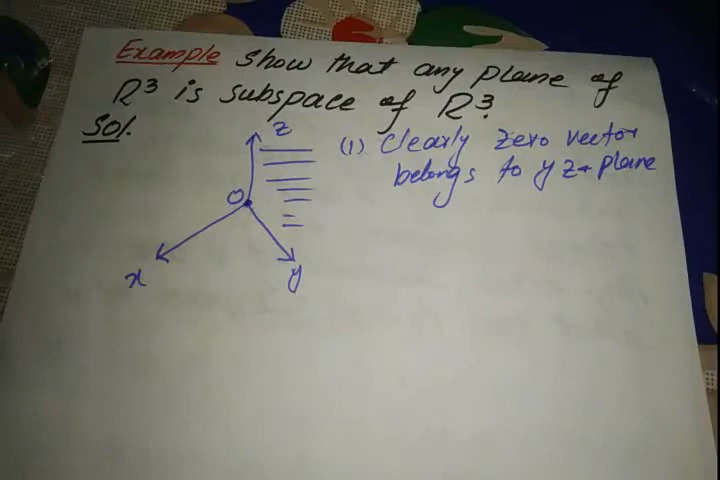 Example Show that any plane of
R³ is subspace of R³.
Sol.
z
(1) Clearly zero vector
belongs to yz-plane
O
x
y